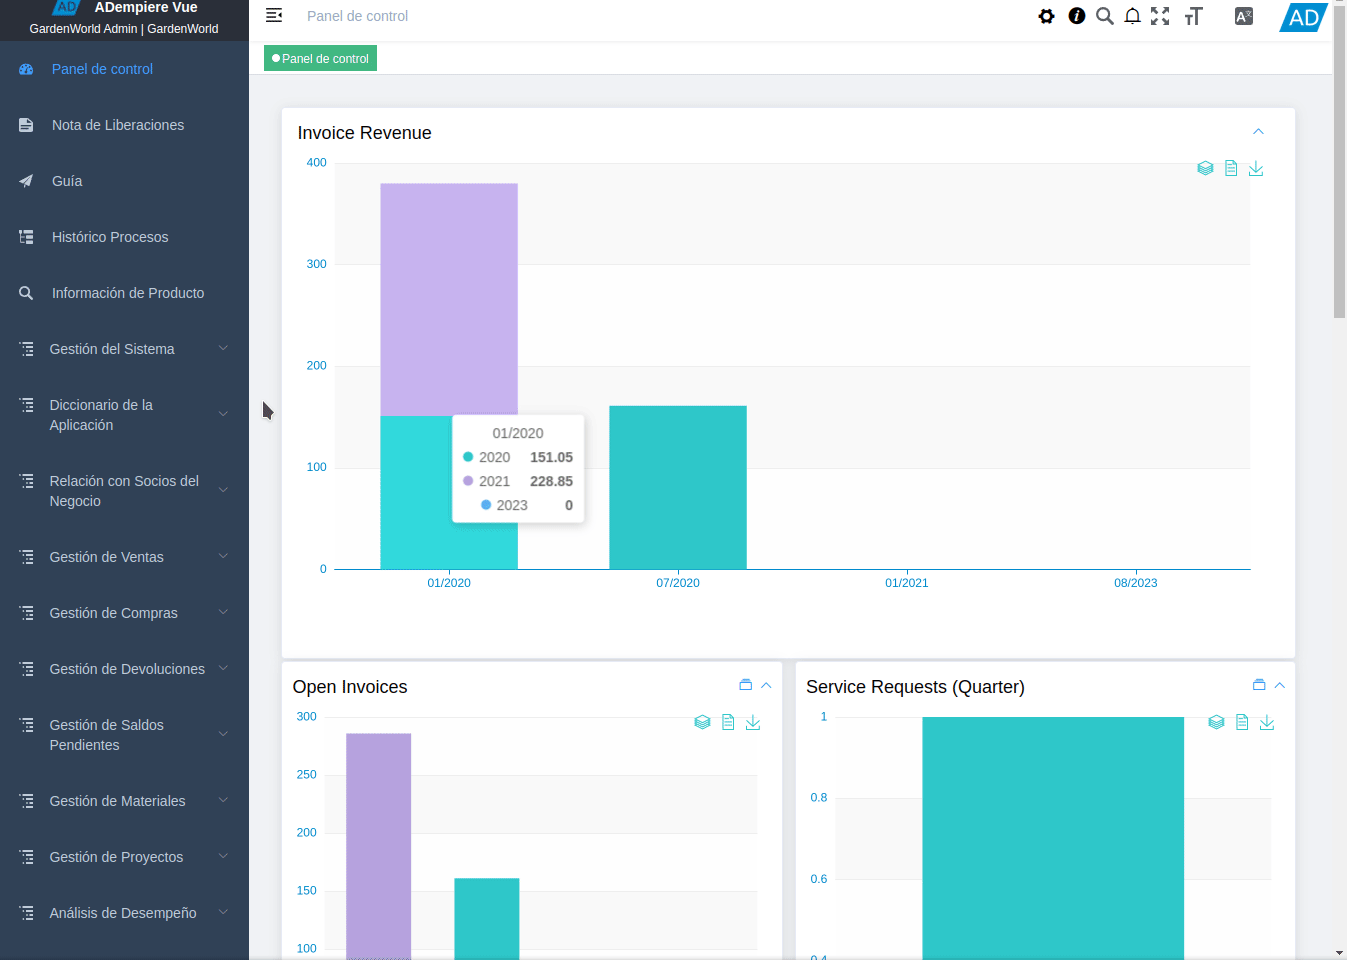 AD ADempiere Vue
GardenWorld Admin | GardenWorld
Panel de control
Nota de Liberaciones
Guía
Histórico Procesos
Información de Producto
Gestión del Sistema
Diccionario de la
Aplicación
Relación con Socios del
Negocio
Gestión de Ventas
Gestión de Compras
Gestión de Devoluciones
Gestión de Saldos
Pendientes
Gestión de Materiales
Gestión de Proyectos
Análisis de Desempeño
Panel de control
AD
Panel de control
Invoice Revenue
400
300
200
100
0
01/2020
07/2020
01/2021
08/2023
01/2020
2020 151.05
2021 228.85
2023 0
Open Invoices
300
250
200
150
100
Service Requests (Quarter)
1
0.8
0.6
0.4